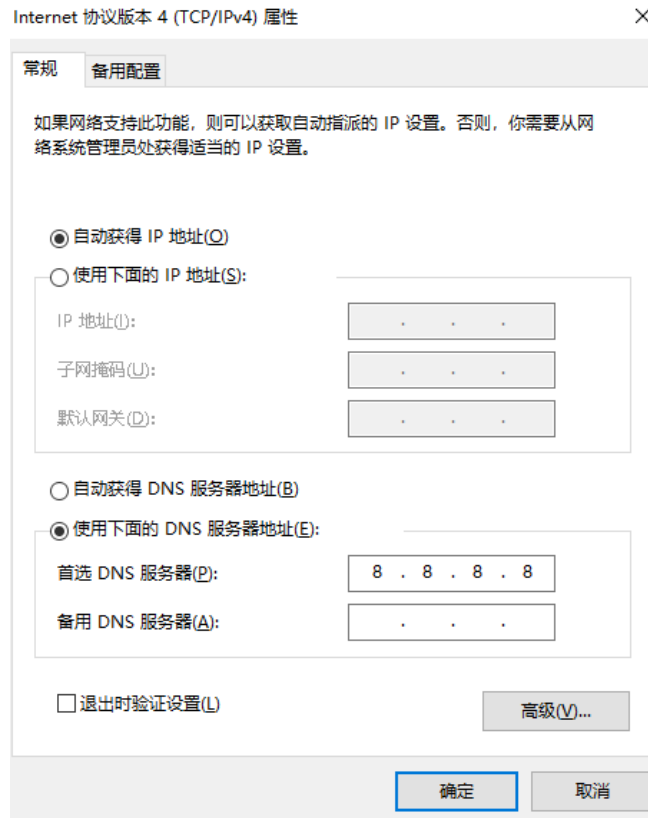 Internet 协议版本 4 (TCP/IPv4) 属性
常规
备用配置
如果网络支持此功能，则可以获取自动指派的 IP 设置。否则，你需要从网
络系统管理员处获得适当的 IP 设置。
自动获得 IP 地址(O)
使用下面的 IP 地址(S):
IP 地址(I):
子网掩码(U):
默认网关(D):
自动获得 DNS 服务器地址(B)
使用下面的 DNS 服务器地址(E):
首选 DNS 服务器(P): 8 . 8 . 8 . 8
备用 DNS 服务器(A):
退出时验证设置(L)
高级(V)...
确定 取消